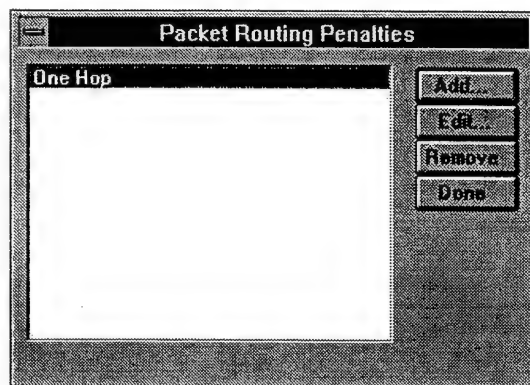 Packet Routing Penalties
One Hop
Add...
Edit...
Remove
Done